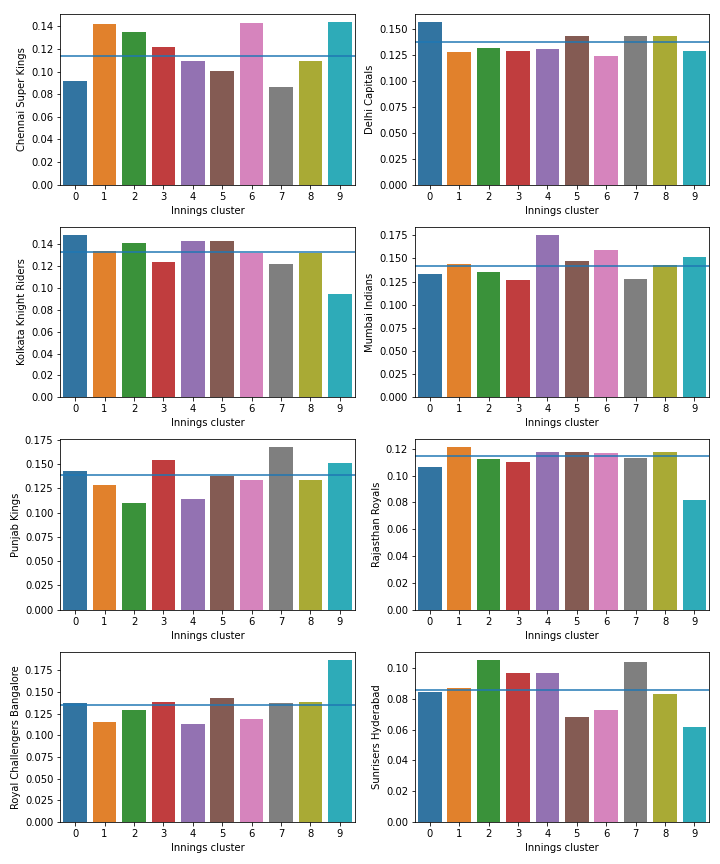 Chennai Super Kings
0.14
0.12
0.10
0.08
0.06
0.04
0.02
0.00
0 1 2 3 4 5 6 7 8 9
Innings cluster
Delhi Capitals
0.150
0.125
0.100
0.075
0.050
0.025
0.000
0 1 2 3 4 5 6 7 8 9
Innings cluster
Kolkata Knight Riders
0.14
0.12
0.10
0.08
0.06
0.04
0.02
0.00
0 1 2 3 4 5 6 7 8 9
Innings cluster
Mumbai Indians
0.175
0.150
0.125
0.100
0.075
0.050
0.025
0.000
0 1 2 3 4 5 6 7 8 9
Innings cluster
Punjab Kings
0.175
0.150
0.125
0.100
0.075
0.050
0.025
0.000
0 1 2 3 4 5 6 7 8 9
Innings cluster
Rajasthan Royals
0.12
0.10
0.08
0.06
0.04
0.02
0.00
0 1 2 3 4 5 6 7 8 9
Innings cluster
Royal Challengers Bangalore
0.175
0.150
0.125
0.100
0.075
0.050
0.025
0.000
0 1 2 3 4 5 6 7 8 9
Innings cluster
Sunrisers Hyderabad
0.10
0.08
0.06
0.04
0.02
0.00
0 1 2 3 4 5 6 7 8 9
Innings cluster